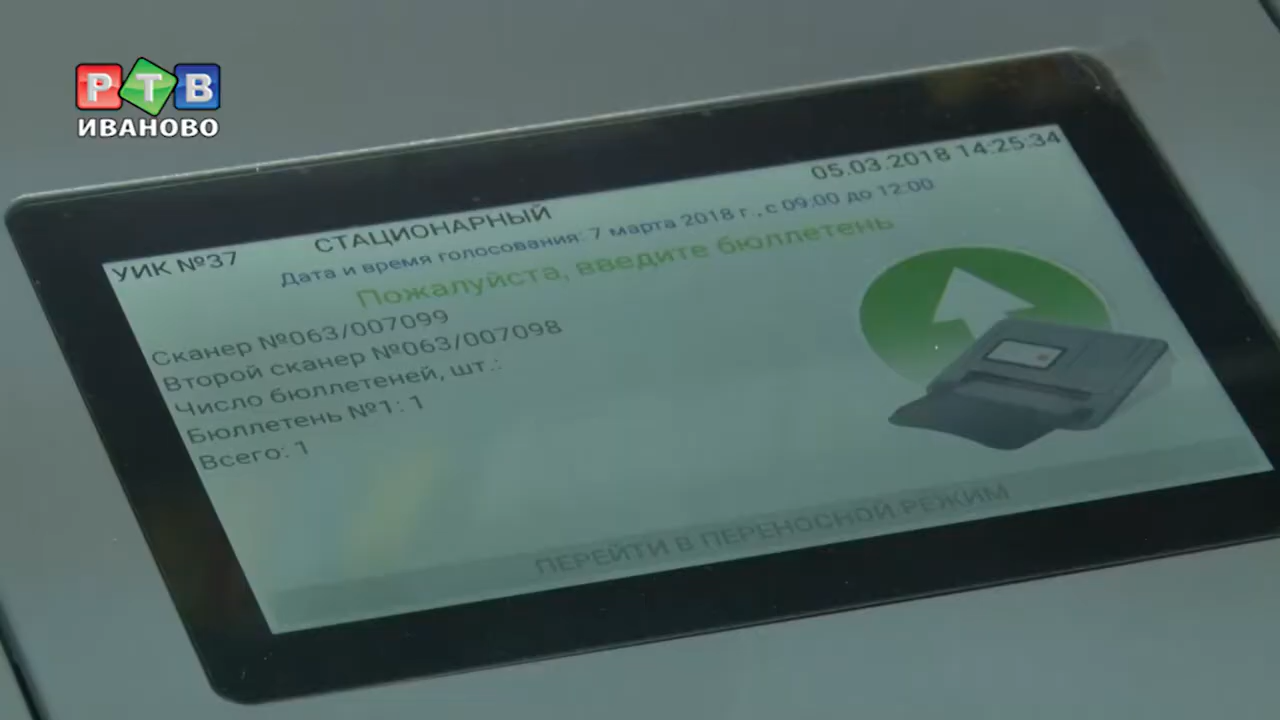 РТВ
ИВАНОВО
05.03.2018 14:25:34
УИК №37
СТАЦИОНАРНЫЙ
Дата и время голосования: 7 марта 2018 г , с 09:00 до 12:00
Пожалуйста, введите бюллетень
Сканер №063/007099
Второй сканер №063/007098
Число бюллетеней, шт.:
Бюллетень №1: 1
Всего: 1
ПЕРЕЙТИ В ПЕРЕНОСНОЙ РЕЖИМ